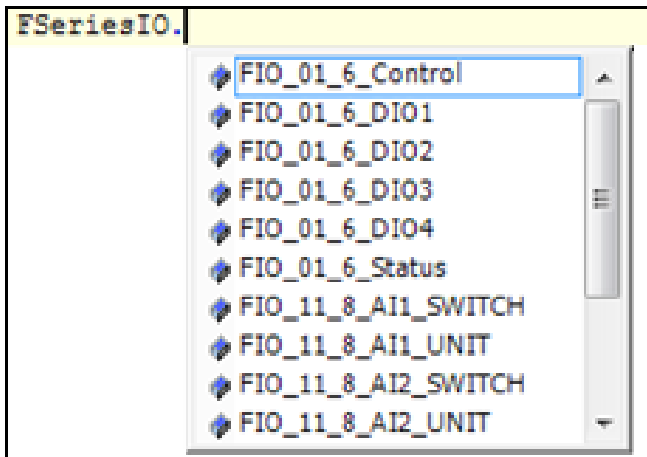 FSeriesIO.
FIO_01_6_Control
FIO_01_6_DIO1
FIO_01_6_DIO2
FIO_01_6_DIO3
FIO_01_6_DIO4
FIO_01_6_Status
FIO_11_8_AI1_SWITCH
FIO_11_8_AI1_UNIT
FIO_11_8_AI2_SWITCH
FIO_11_8_AI2_UNIT